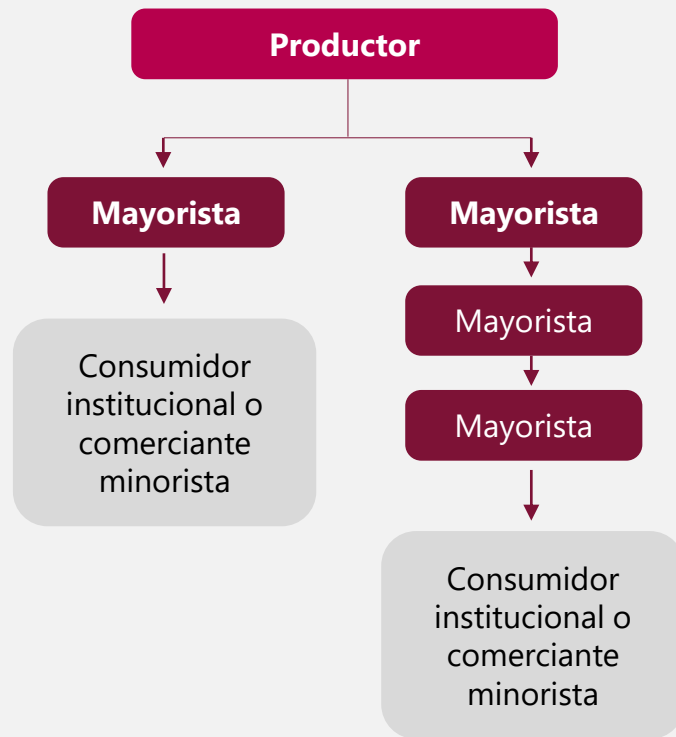 Productor
Mayorista
Consumidor
institucional o
comerciante
minorista
Mayorista
Mayorista
Mayorista
Consumidor
institucional o
comerciante
minorista